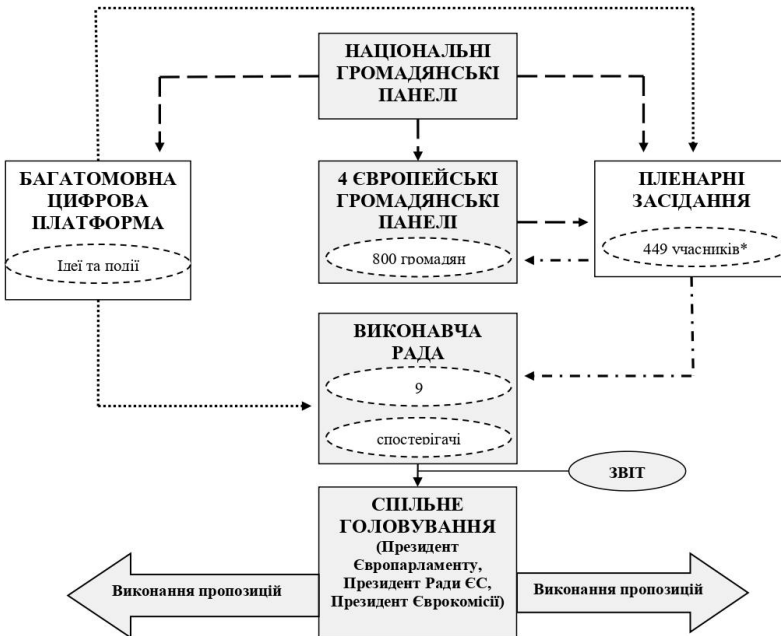 НАЦІОНАЛЬНІ
ГРОМАДЯНСЬКІ
ПАНЕЛІ
БАГАТОМОВНА
ЦИФРОВА
ПЛАТФОРМА
Ідеї та події
4 ЄВРОПЕЙСЬКІ
ГРОМАДЯНСЬКІ
ПАНЕЛІ
800 громадян
ПЛЕНАРНІ
ЗАСІДАННЯ
449 учасників*
ВИКОНАВЧА
РАДА
9
спостерігачі
ЗВІТ
СПІЛЬНЕ
ГОЛОВУВАННЯ
(Президент
Європарламенту,
Президент Ради ЄС,
Президент Єврокомісії)
Виконання пропозицій
Виконання пропозицій